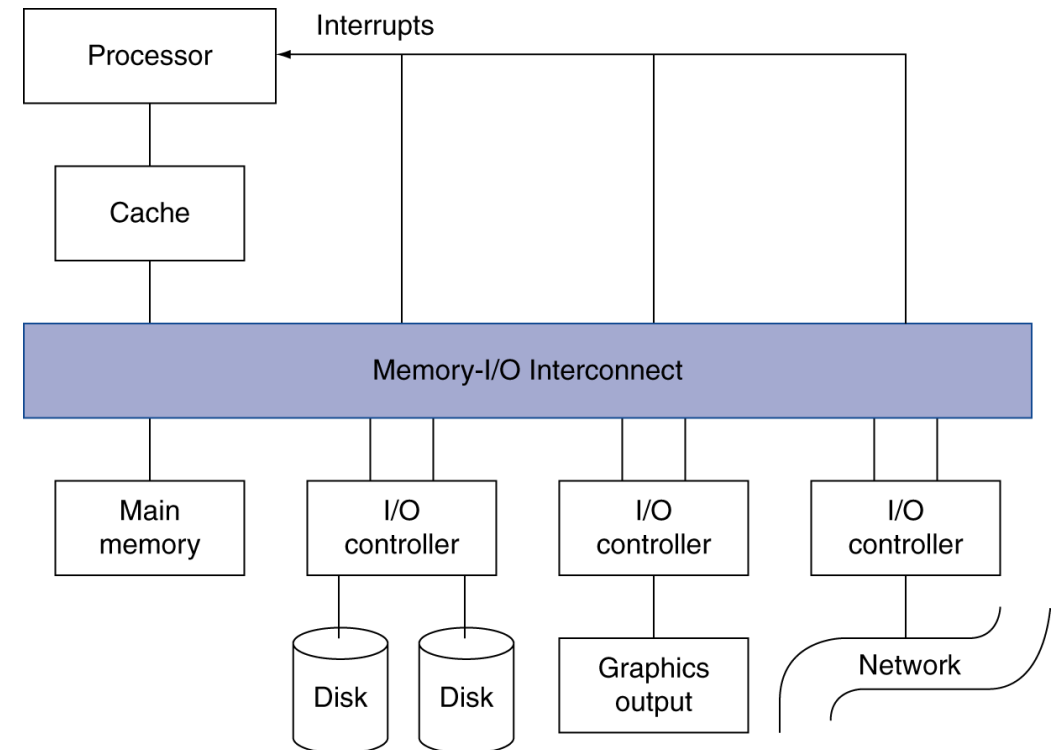 Interrupts
Processor
Cache
Memory-I/O Interconnect
Main
memory
I/O
controller
I/O
controller
I/O
controller
Disk
Disk
Graphics
output
Network